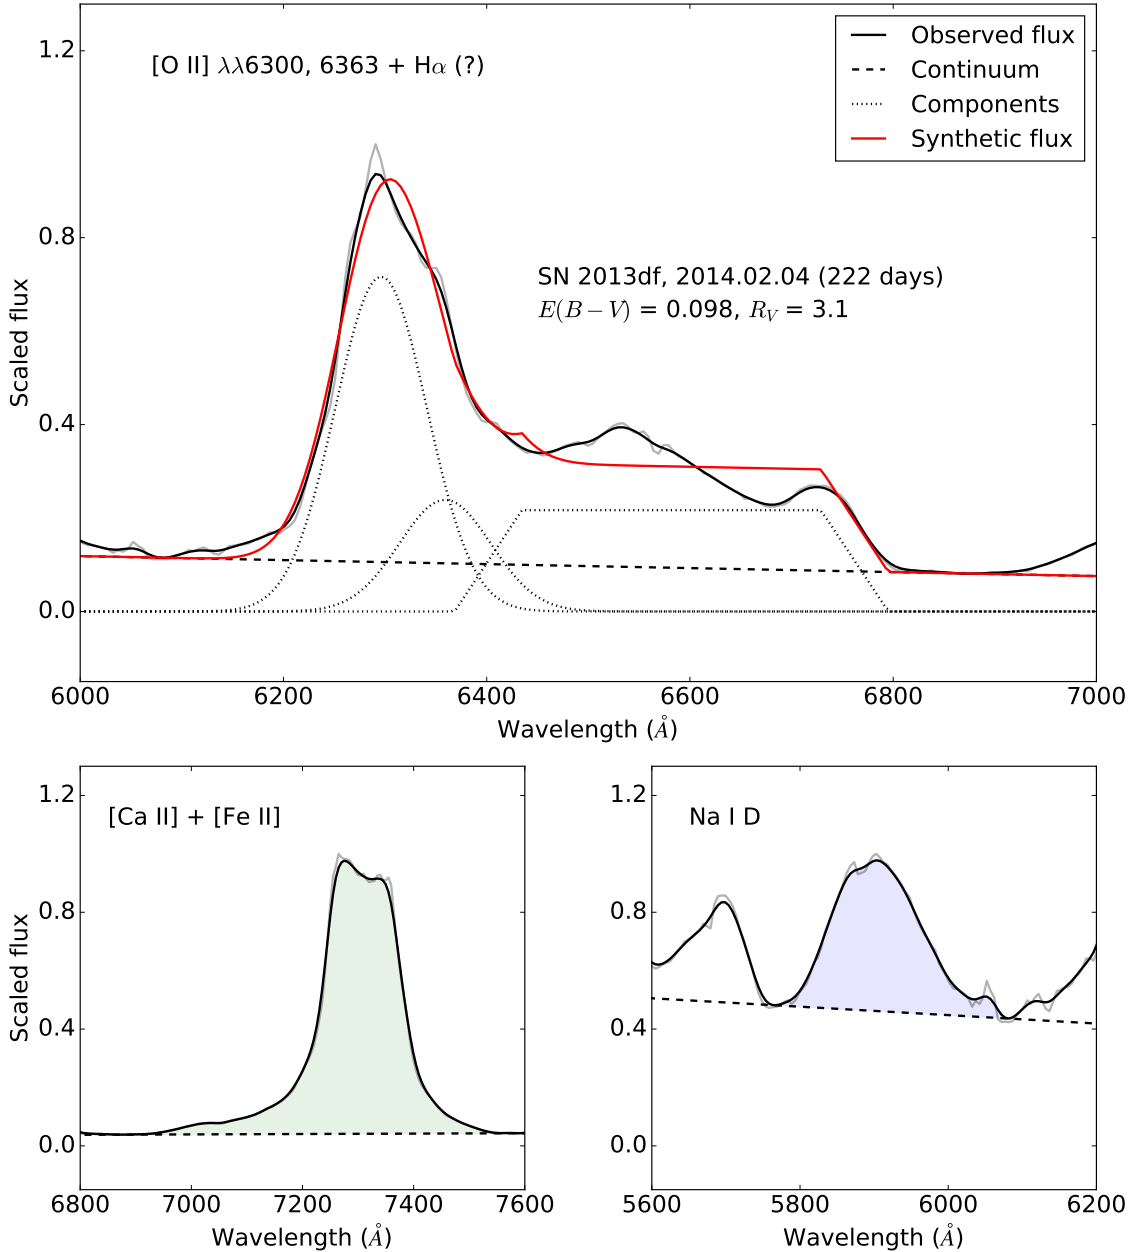 [O II] λλ6300, 6363 + Hα (?)
Observed flux
Continuum
Components
Synthetic flux
SN 2013df, 2014.02.04 (222 days)
E(B − V) = 0.098, R_V = 3.1
Scaled flux
1.2
0.8
0.4
0.0
6000 6200 6400 6600 6800 7000
Wavelength (Å)
[Ca II] + [Fe II]
Scaled flux
1.2
0.8
0.4
0.0
6800 7000 7200 7400 7600
Wavelength (Å)
Na I D
1.2
0.8
0.4
0.0
5600 5800 6000 6200
Wavelength (Å)